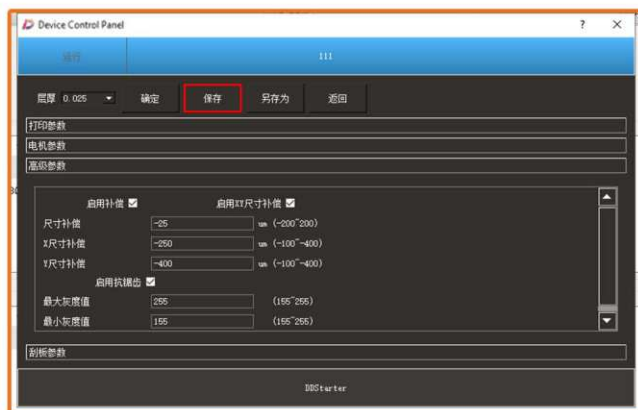 Device Control Panel
? ×
运行 111
层厚 0.025 确定 保存 另存为 返回
打印参数
电机参数
高级参数
启用补偿 启用XY尺寸补偿
尺寸补偿 -25 um (-200~200)
X尺寸补偿 -250 um (-100~-400)
Y尺寸补偿 -400 um (-100~-400)
启用抗锯齿
最大灰度值 255 (155~255)
最小灰度值 155 (155~255)
刮板参数
DDStarter